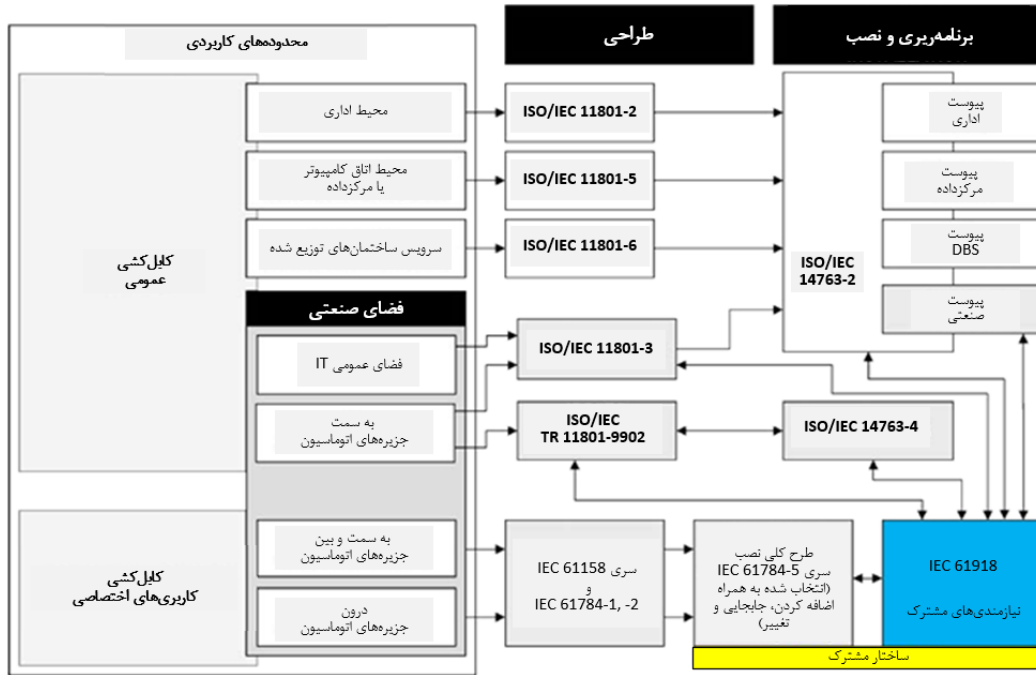 محدوده‌های کاربردی
طراحی
برنامه‌ریری و نصب
کابل‌کشی
عمومی
محیط اداری
محیط اتاق کامپیوتر
یا مرکزداده
سرویس ساختمان‌های توزیع شده
فضای صنعتی
فضای عمومی IT
به سمت
جزیره‌های اتوماسیون
کابل‌کشی
کاربری‌های اختصاصی
به سمت و بین
جزیره‌های اتوماسیون
درون
جزیره‌های اتوماسیون
ISO/IEC 11801-2
ISO/IEC 11801-5
ISO/IEC 11801-6
ISO/IEC 11801-3
ISO/IEC
TR 11801-9902
سری IEC 61158
و
IEC 61784-1, -2
ISO/IEC
14763-2
پیوست
اداری
پیوست
مرکزداده
پیوست
DBS
پیوست
صنعتی
ISO/IEC 14763-4
طرح کلی نصب
سری IEC 61784-5
(انتخاب شده به همراه
اضافه کردن، جابجایی و
تغییر)
IEC 61918
نیازمندی‌های مشترک
ساختار مشترک